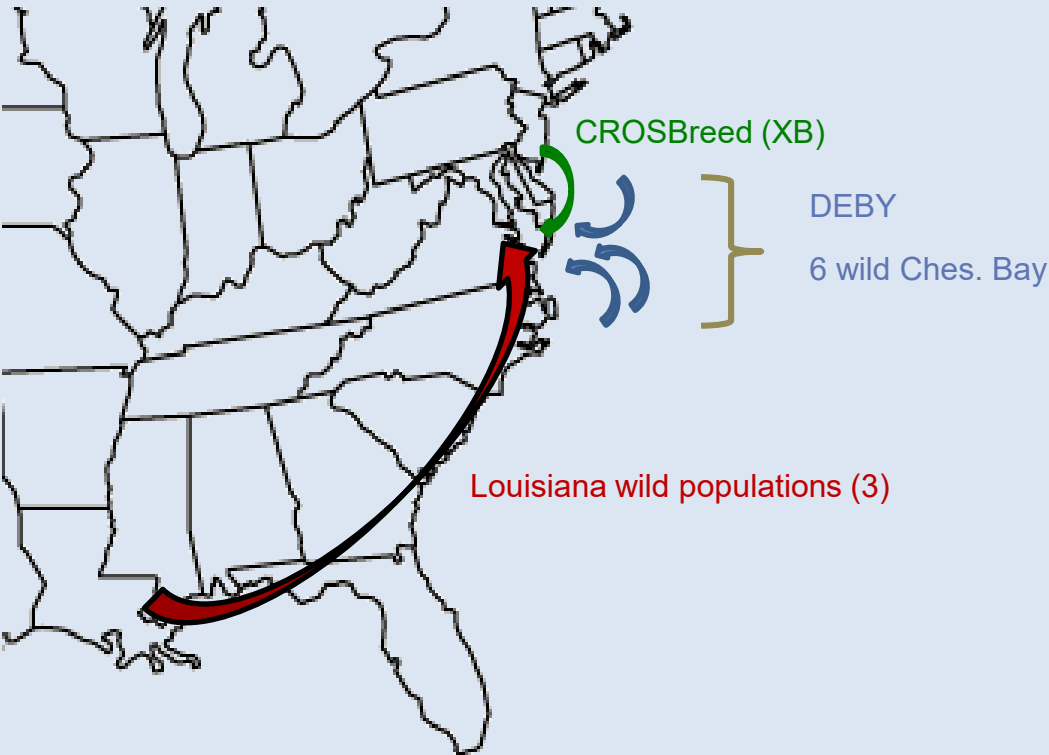 CROSBreed (XB)
DEBY
6 wild Ches. Bay
Louisiana wild populations (3)